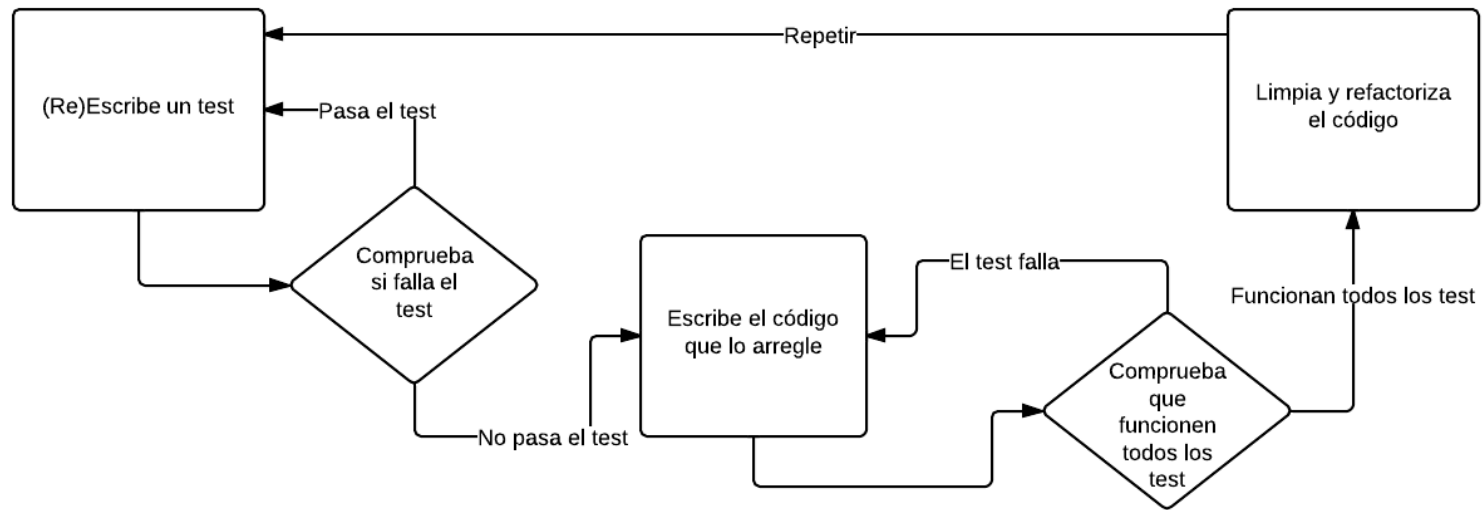 Repetir
(Re)Escribe un test
Pasa el test
Limpia y refactoriza
el código
Comprueba
si falla el
test
No pasa el test
Escribe el código
que lo arregle
El test falla
Comprueba
que
funcionen
todos los
test
Funcionan todos los test